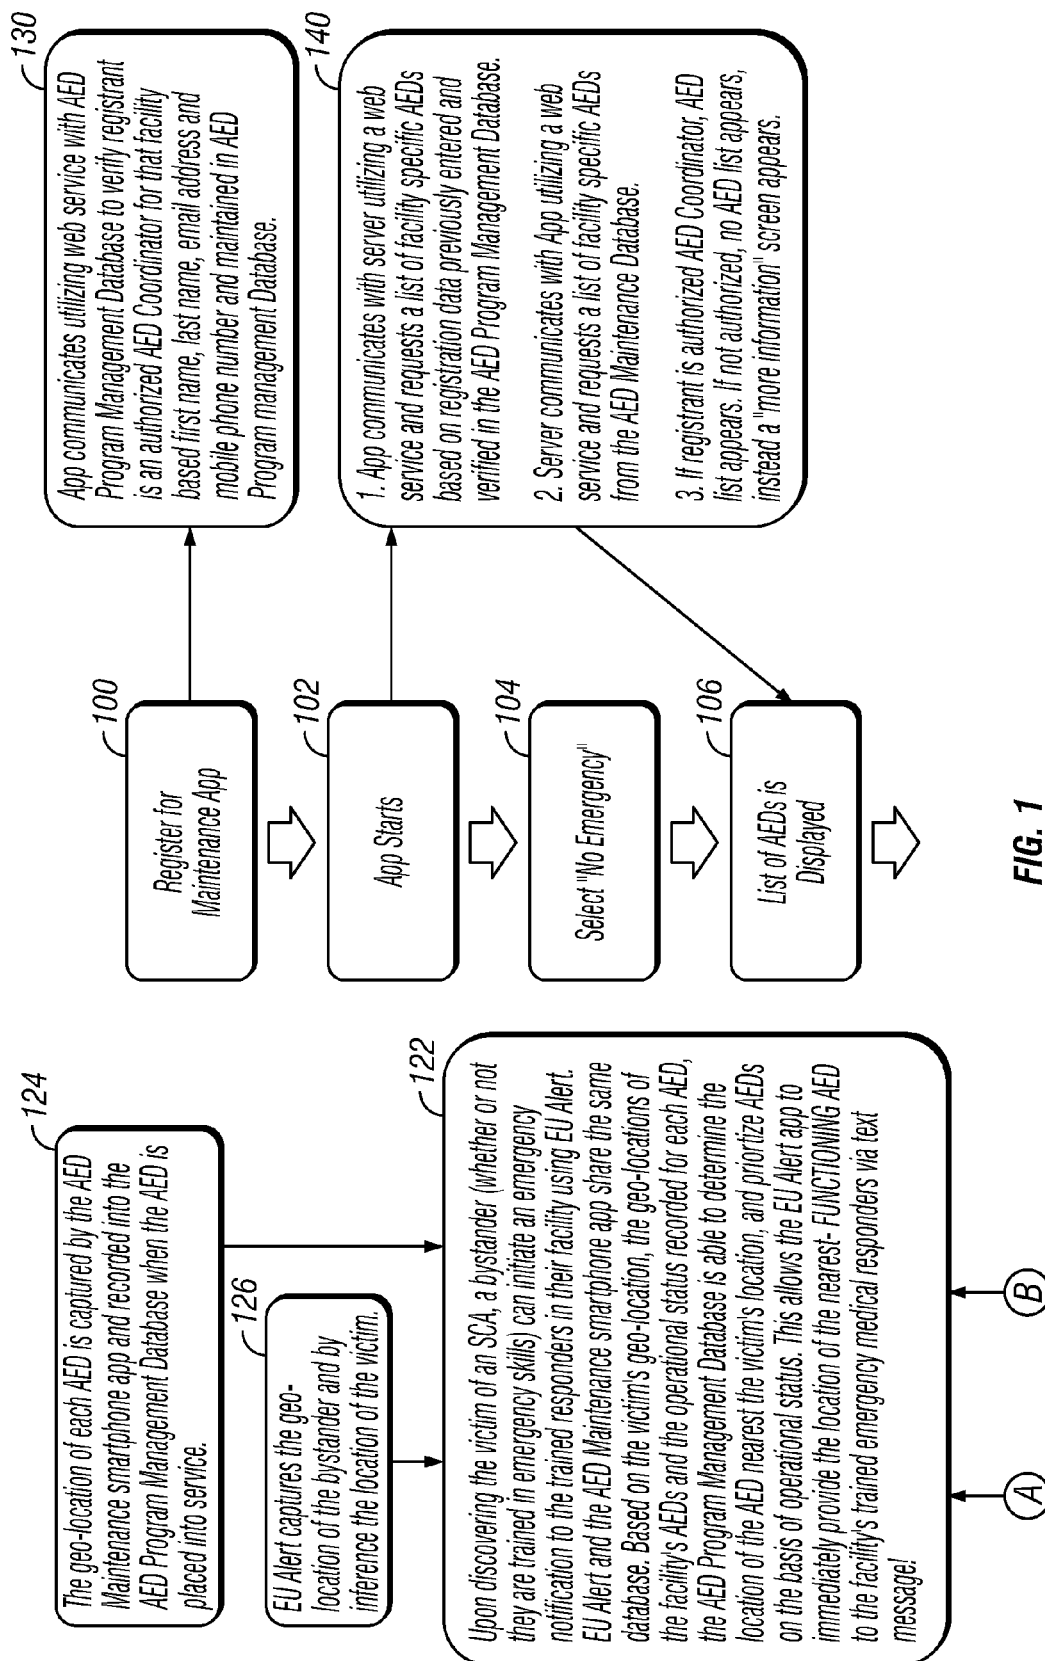 124
The geo-location of each AED is captured by the AED
Maintenance smartphone app and recorded into the
AED Program Management Database when the AED is
placed into service.
126
EU Alert captures the geo-
location of the bystander and by
inference the location of the victim.
122
Upon discovering the victim of an SCA, a bystander (whether or not
they are trained in emergency skills) can initiate an emergency
notification to the trained responders in their facility using EU Alert.
EU Alert and the AED Maintenance smartphone app share the same
database. Based on the victim's geo-location, the geo-locations of
the facility's AEDs and the operational status recorded for each AED,
the AED Program Management Database is able to determine the
location of the AED nearest the victim's location, and prioritize AEDs
on the basis of operational status. This allows the EU Alert app to
immediately provide the location of the nearest- FUNCTIONING AED
to the facility's trained emergency medical responders via text
message!
A
B
100
Register for
Maintenance App
102
App Starts
104
Select "No Emergency"
106
List of AEDs is
Displayed
130
App communicates utilizing web service with AED
Program Management Database to verify registrant
is an authorized AED Coordinator for that facility
based first name, last name, email address and
mobile phone number and maintained in AED
Program management Database.
140
1. App communicates with server utilizing a web
service and requests a list of facility specific AEDs
based on registration data previously entered and
verified in the AED Program Management Database.
2. Server communicates with App utilizing a web
service and requests a list of facility specific AEDs
from the AED Maintenance Database.
3. If registrant is authorized AED Coordinator, AED
list appears. If not authorized, no AED list appears,
instead a "more information" screen appears.
FIG. 1